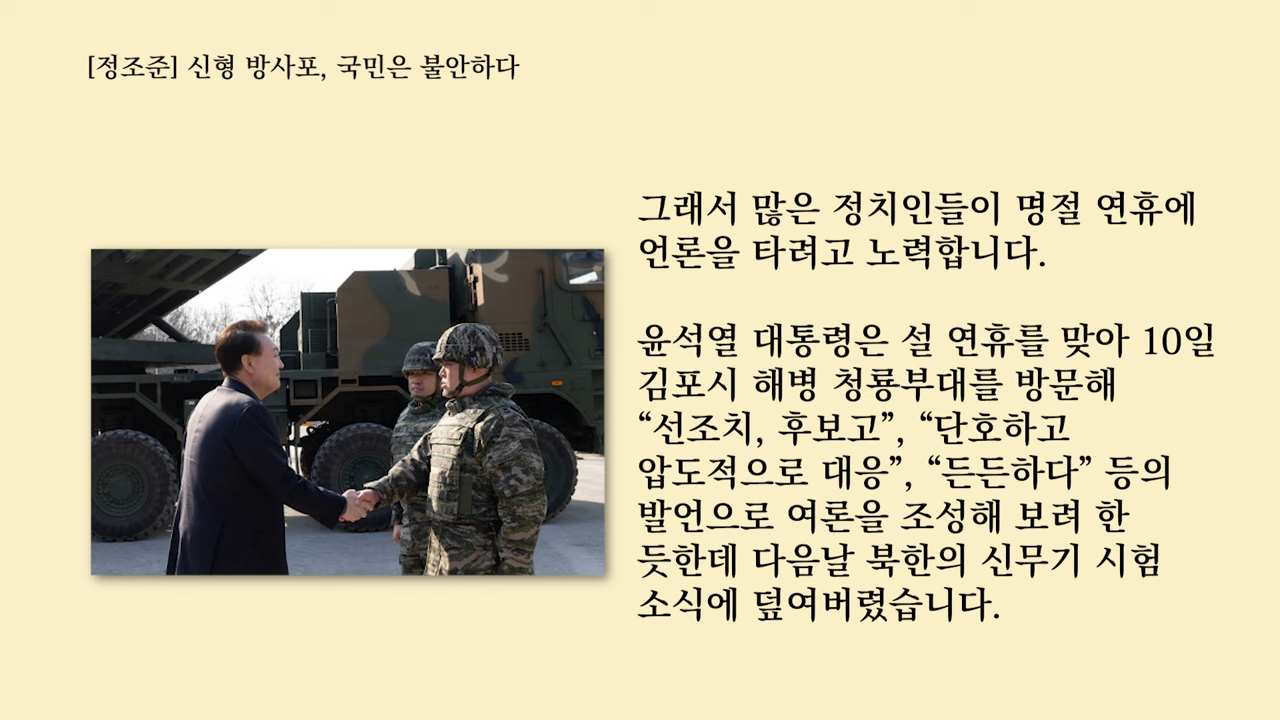 [정조준] 신형 방사포, 국민은 불안하다
그래서 많은 정치인들이 명절 연휴에
언론을 타려고 노력합니다.
윤석열 대통령은 설 연휴를 맞아 10일
김포시 해병 청룡부대를 방문해
“선조치, 후보고”, “단호하고
압도적으로 대응”, “든든하다” 등의
발언으로 여론을 조성해 보려 한
듯한데 다음날 북한의 신무기 시험
소식에 덮여버렸습니다.